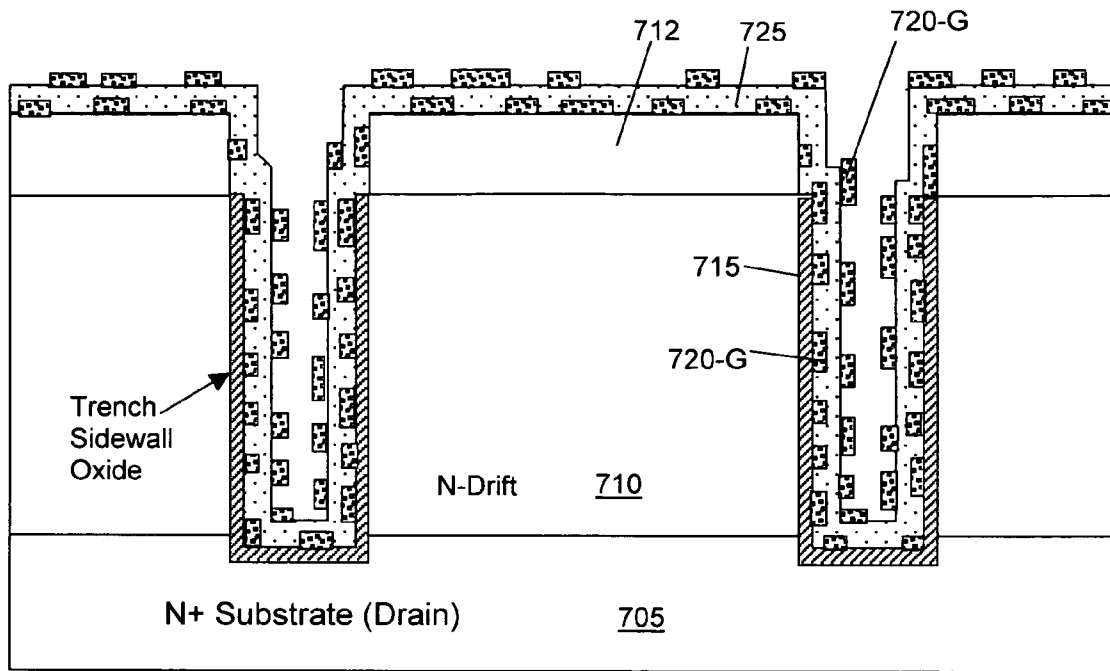 720-G
712
725
715
720-G
Trench
Sidewall
Oxide
N-Drift 710
N+ Substrate (Drain) 705